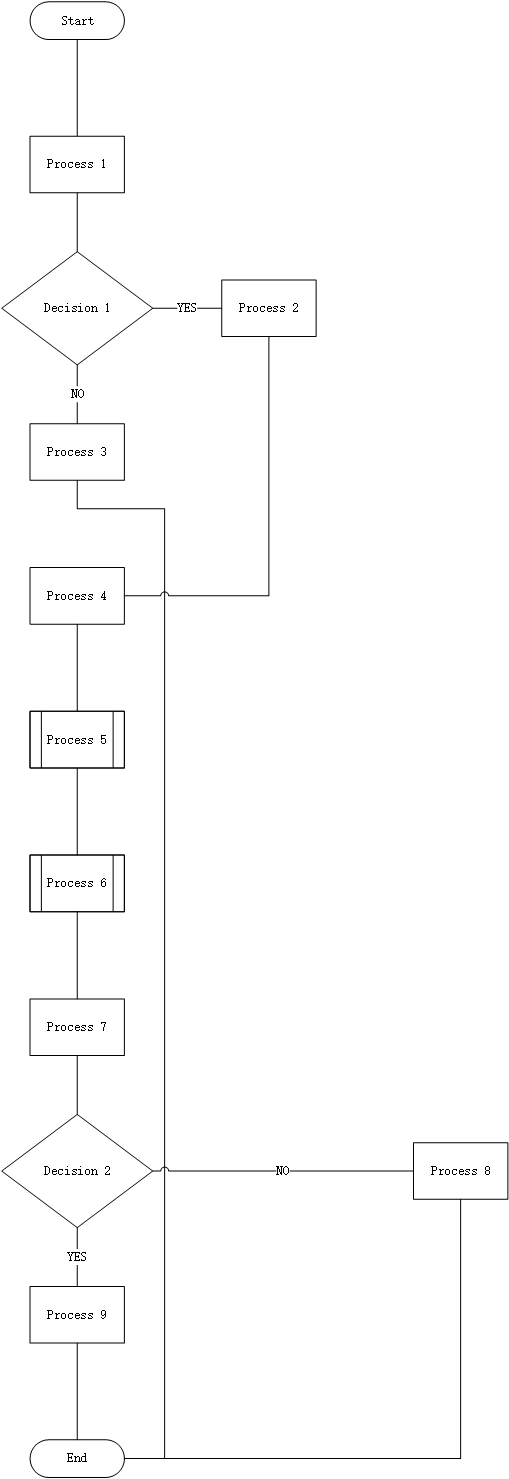 Start
Process 1
Decision 1
YES
Process 2
NO
Process 3
Process 4
Process 5
Process 6
Process 7
Decision 2
NO
Process 8
YES
Process 9
End